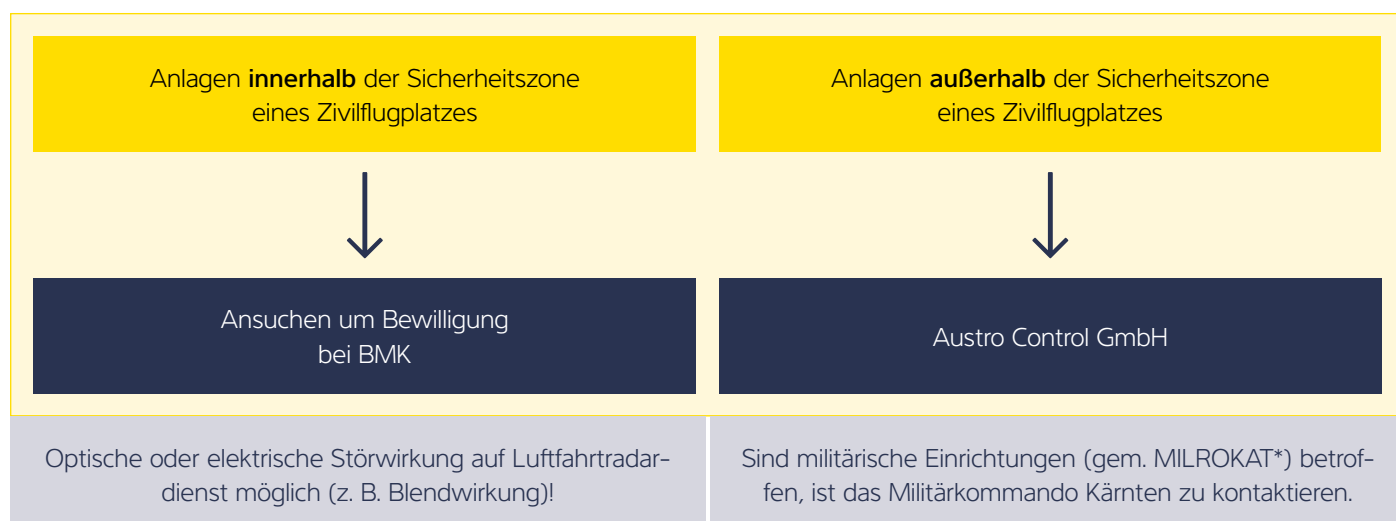 Anlagen innerhalb der Sicherheitszone
eines Zivilflugplatzes
Anlagen außerhalb der Sicherheitszone
eines Zivilflugplatzes
Ansuchen um Bewilligung
bei BMK
Austro Control GmbH
Optische oder elektrische Störwirkung auf Luftfahrtradar-
dienst möglich (z. B. Blendwirkung)!
Sind militärische Einrichtungen (gem. MILROKAT*) betrof-
fen, ist das Militärkommando Kärnten zu kontaktieren.